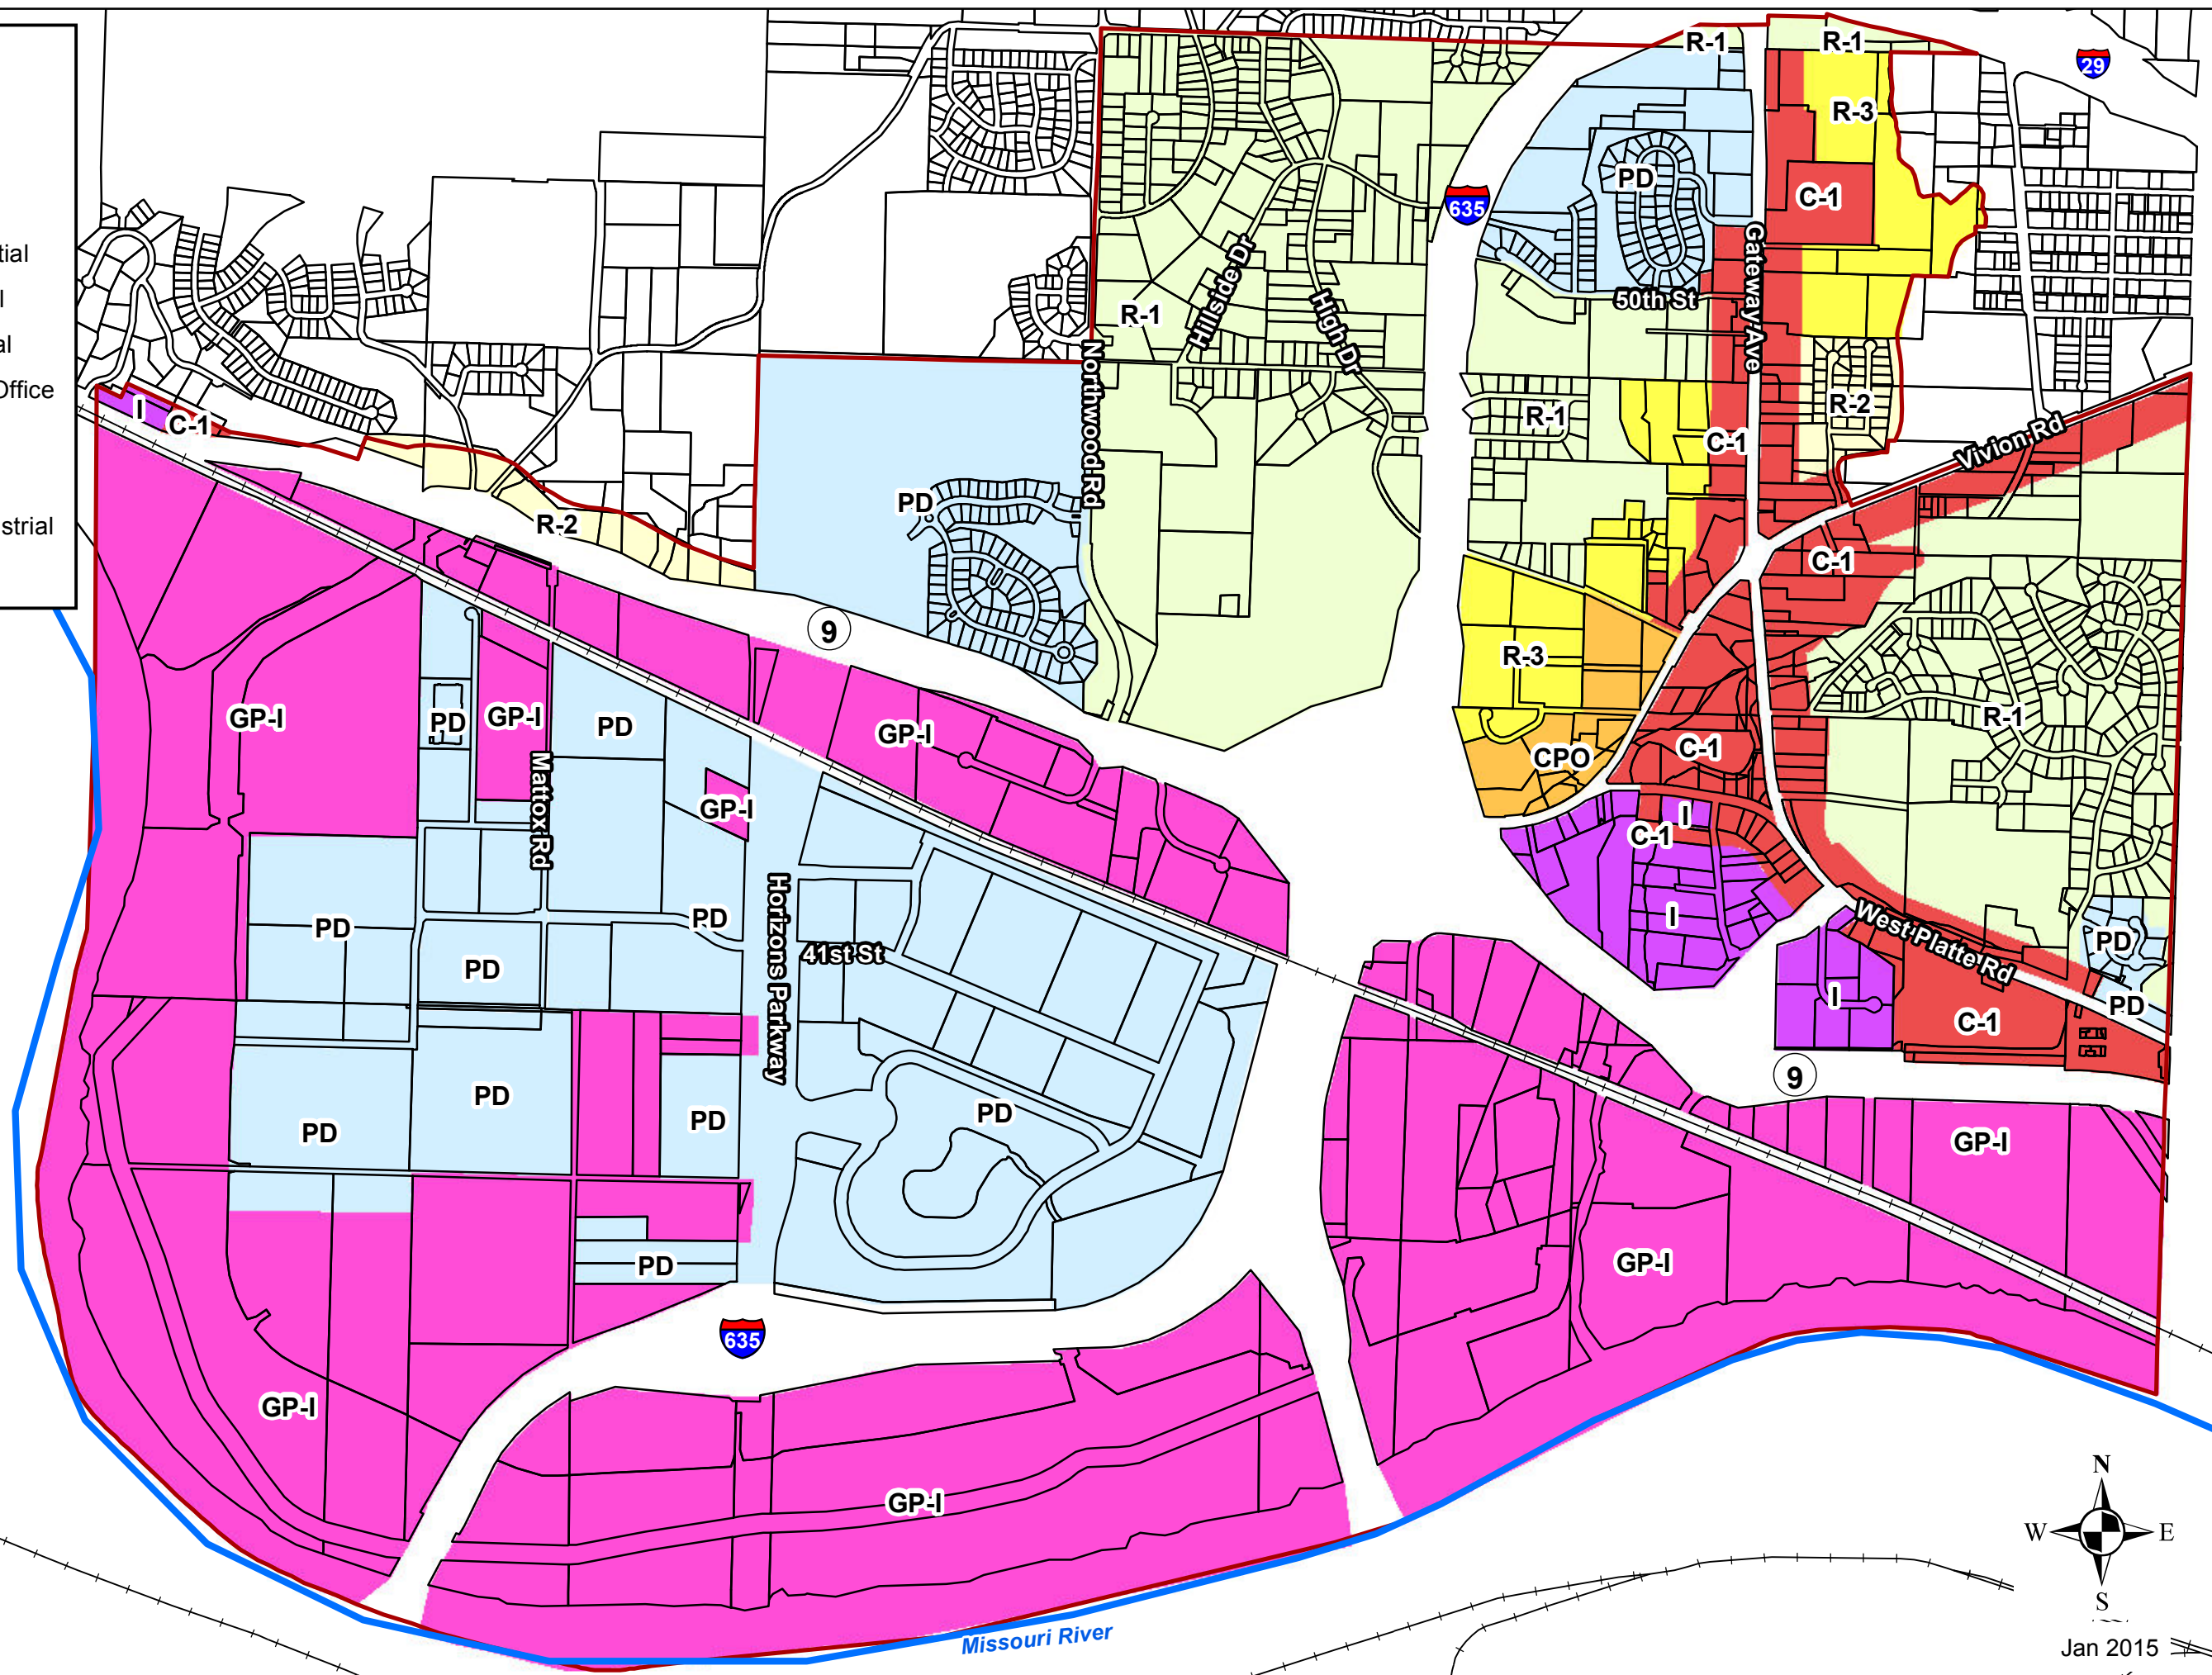 tial
l
al
Office
strial
R-1
R-1
29
R-3
PD
635
C-1
Gateway Ave
Hillside Dr
50th St
R-1
High Dr
Northwood Rd
I
C-1
R-1
R-2
C-1
Vivion Rd
PD
R-2
C-1
9
R-3
GP-I
PD
GP-I
PD
GP-I
R-1
C-1
CPO
Mattox Rd
GP-I
I
C-1
PD
PD
Horizons Parkway
41st St
I
West Platte Rd
PD
PD
I
PD
C-1
9
PD
PD
PD
PD
GP-I
PD
GP-I
635
GP-I
GP-I
N
W
E
S
Missouri River
Jan 2015